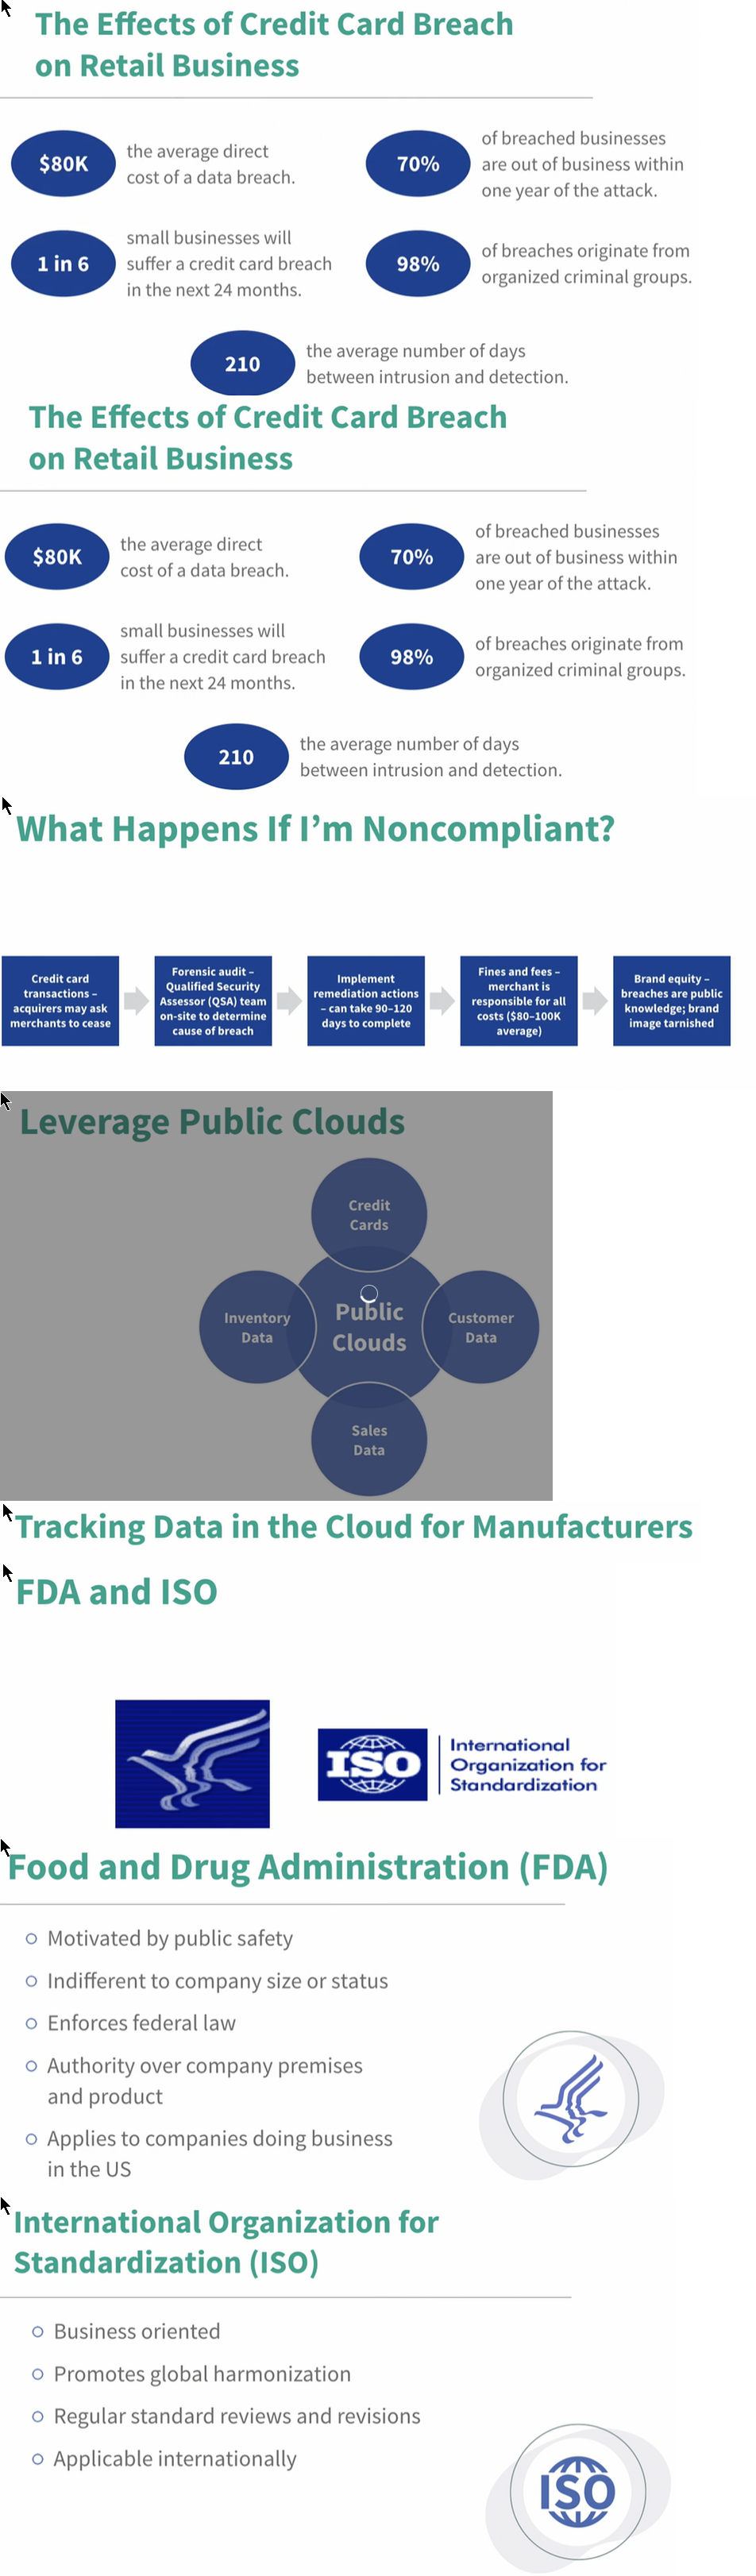 The Effects of Credit Card Breach
on Retail Business
$80K
the average direct
cost of a data breach.
70%
of breached businesses
are out of business within
one year of the attack.
1 in 6
small businesses will
suffer a credit card breach
in the next 24 months.
98%
of breaches originate from
organized criminal groups.
210
the average number of days
between intrusion and detection.
The Effects of Credit Card Breach
on Retail Business
$80K
the average direct
cost of a data breach.
70%
of breached businesses
are out of business within
one year of the attack.
1 in 6
small businesses will
suffer a credit card breach
in the next 24 months.
98%
of breaches originate from
organized criminal groups.
210
the average number of days
between intrusion and detection.
What Happens If I’m Noncompliant?
Credit card
transactions –
acquirers may ask
merchants to cease
Forensic audit –
Qualified Security
Assessor (QSA) team
on-site to determine
cause of breach
Implement
remediation actions
– can take 90–120
days to complete
Fines and fees –
merchant is
responsible for all
costs ($80–100K
average)
Brand equity –
breaches are public
knowledge; brand
image tarnished
Leverage Public Clouds
Credit
Cards
Inventory
Data
Public
Clouds
Customer
Data
Sales
Data
Tracking Data in the Cloud for Manufacturers
FDA and ISO
ISO
International
Organization for
Standardization
Food and Drug Administration (FDA)
Motivated by public safety
Indifferent to company size or status
Enforces federal law
Authority over company premises
and product
Applies to companies doing business
in the US
International Organization for
Standardization (ISO)
Business oriented
Promotes global harmonization
Regular standard reviews and revisions
Applicable internationally
ISO